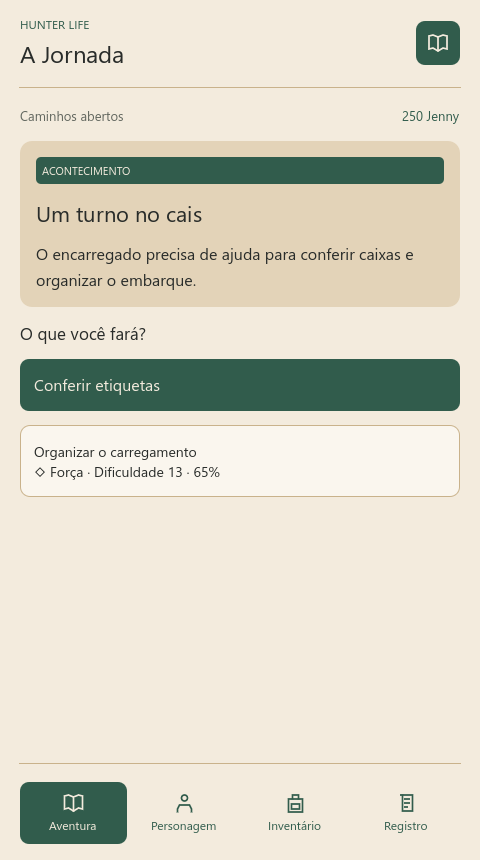 HUNTER LIFE
A Jornada
Caminhos abertos
250 Jenny
ACONTECIMENTO
Um turno no cais
O encarregado precisa de ajuda para conferir caixas e
organizar o embarque.
O que você fará?
Conferir etiquetas
Organizar o carregamento
◇ Força · Dificuldade 13 · 65%
Aventura
Personagem
Inventário
Registro